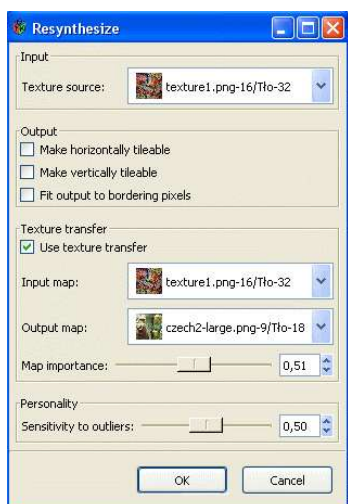 Resynthesize
Input
Texture source: texture1.png-16/Tło-32
Output
Make horizontally tileable
Make vertically tileable
Fit output to bordering pixels
Texture transfer
Use texture transfer
Input map: texture1.png-16/Tło-32
Output map: czech2-large.png-9/Tło-18
Map importance: 0,51
Personality
Sensitivity to outliers: 0,50
OK Cancel